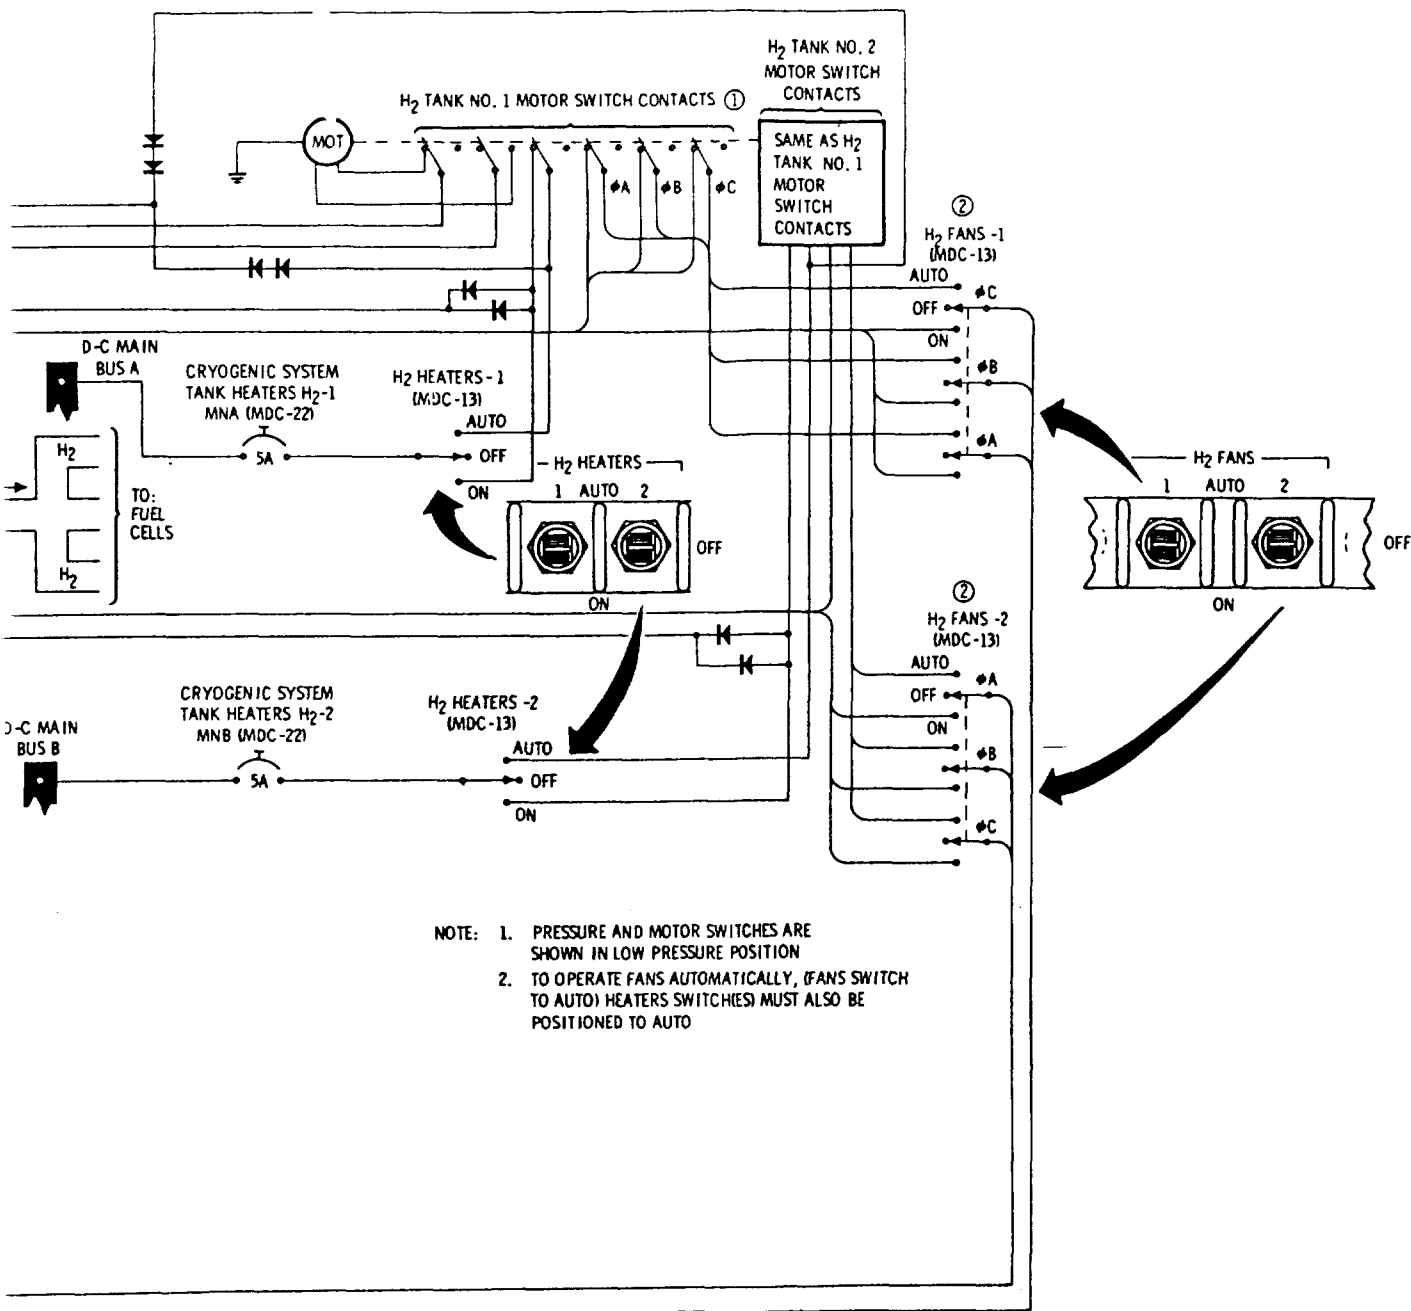 H2 TANK NO. 2
MOTOR SWITCH
CONTACTS
H2 TANK NO. 1 MOTOR SWITCH CONTACTS ①
MOT
SAME AS H2
TANK NO. 1
MOTOR
SWITCH
CONTACTS
ϕA
ϕB
ϕC
②
H2 FANS -1
(MDC-13)
AUTO
ϕC
OFF
ON
ϕB
ϕA
D-C MAIN
BUS A
CRYOGENIC SYSTEM
TANK HEATERS H2-1
MNA (MDC-22)
5A
H2 HEATERS-1
(MDC-13)
AUTO
OFF
ON
H2
H2
TO:
FUEL
CELLS
H2 HEATERS
1 AUTO 2
OFF
ON
H2 FANS
1 AUTO 2
OFF
ON
②
H2 FANS -2
(MDC-13)
AUTO
ϕA
OFF
ON
ϕB
ϕC
D-C MAIN
BUS B
CRYOGENIC SYSTEM
TANK HEATERS H2-2
MNB (MDC-22)
5A
H2 HEATERS -2
(MDC-13)
AUTO
OFF
ON
NOTE: 1. PRESSURE AND MOTOR SWITCHES ARE
SHOWN IN LOW PRESSURE POSITION
2. TO OPERATE FANS AUTOMATICALLY, (FANS SWITCH
TO AUTO) HEATERS SWITCH(ES) MUST ALSO BE
POSITIONED TO AUTO